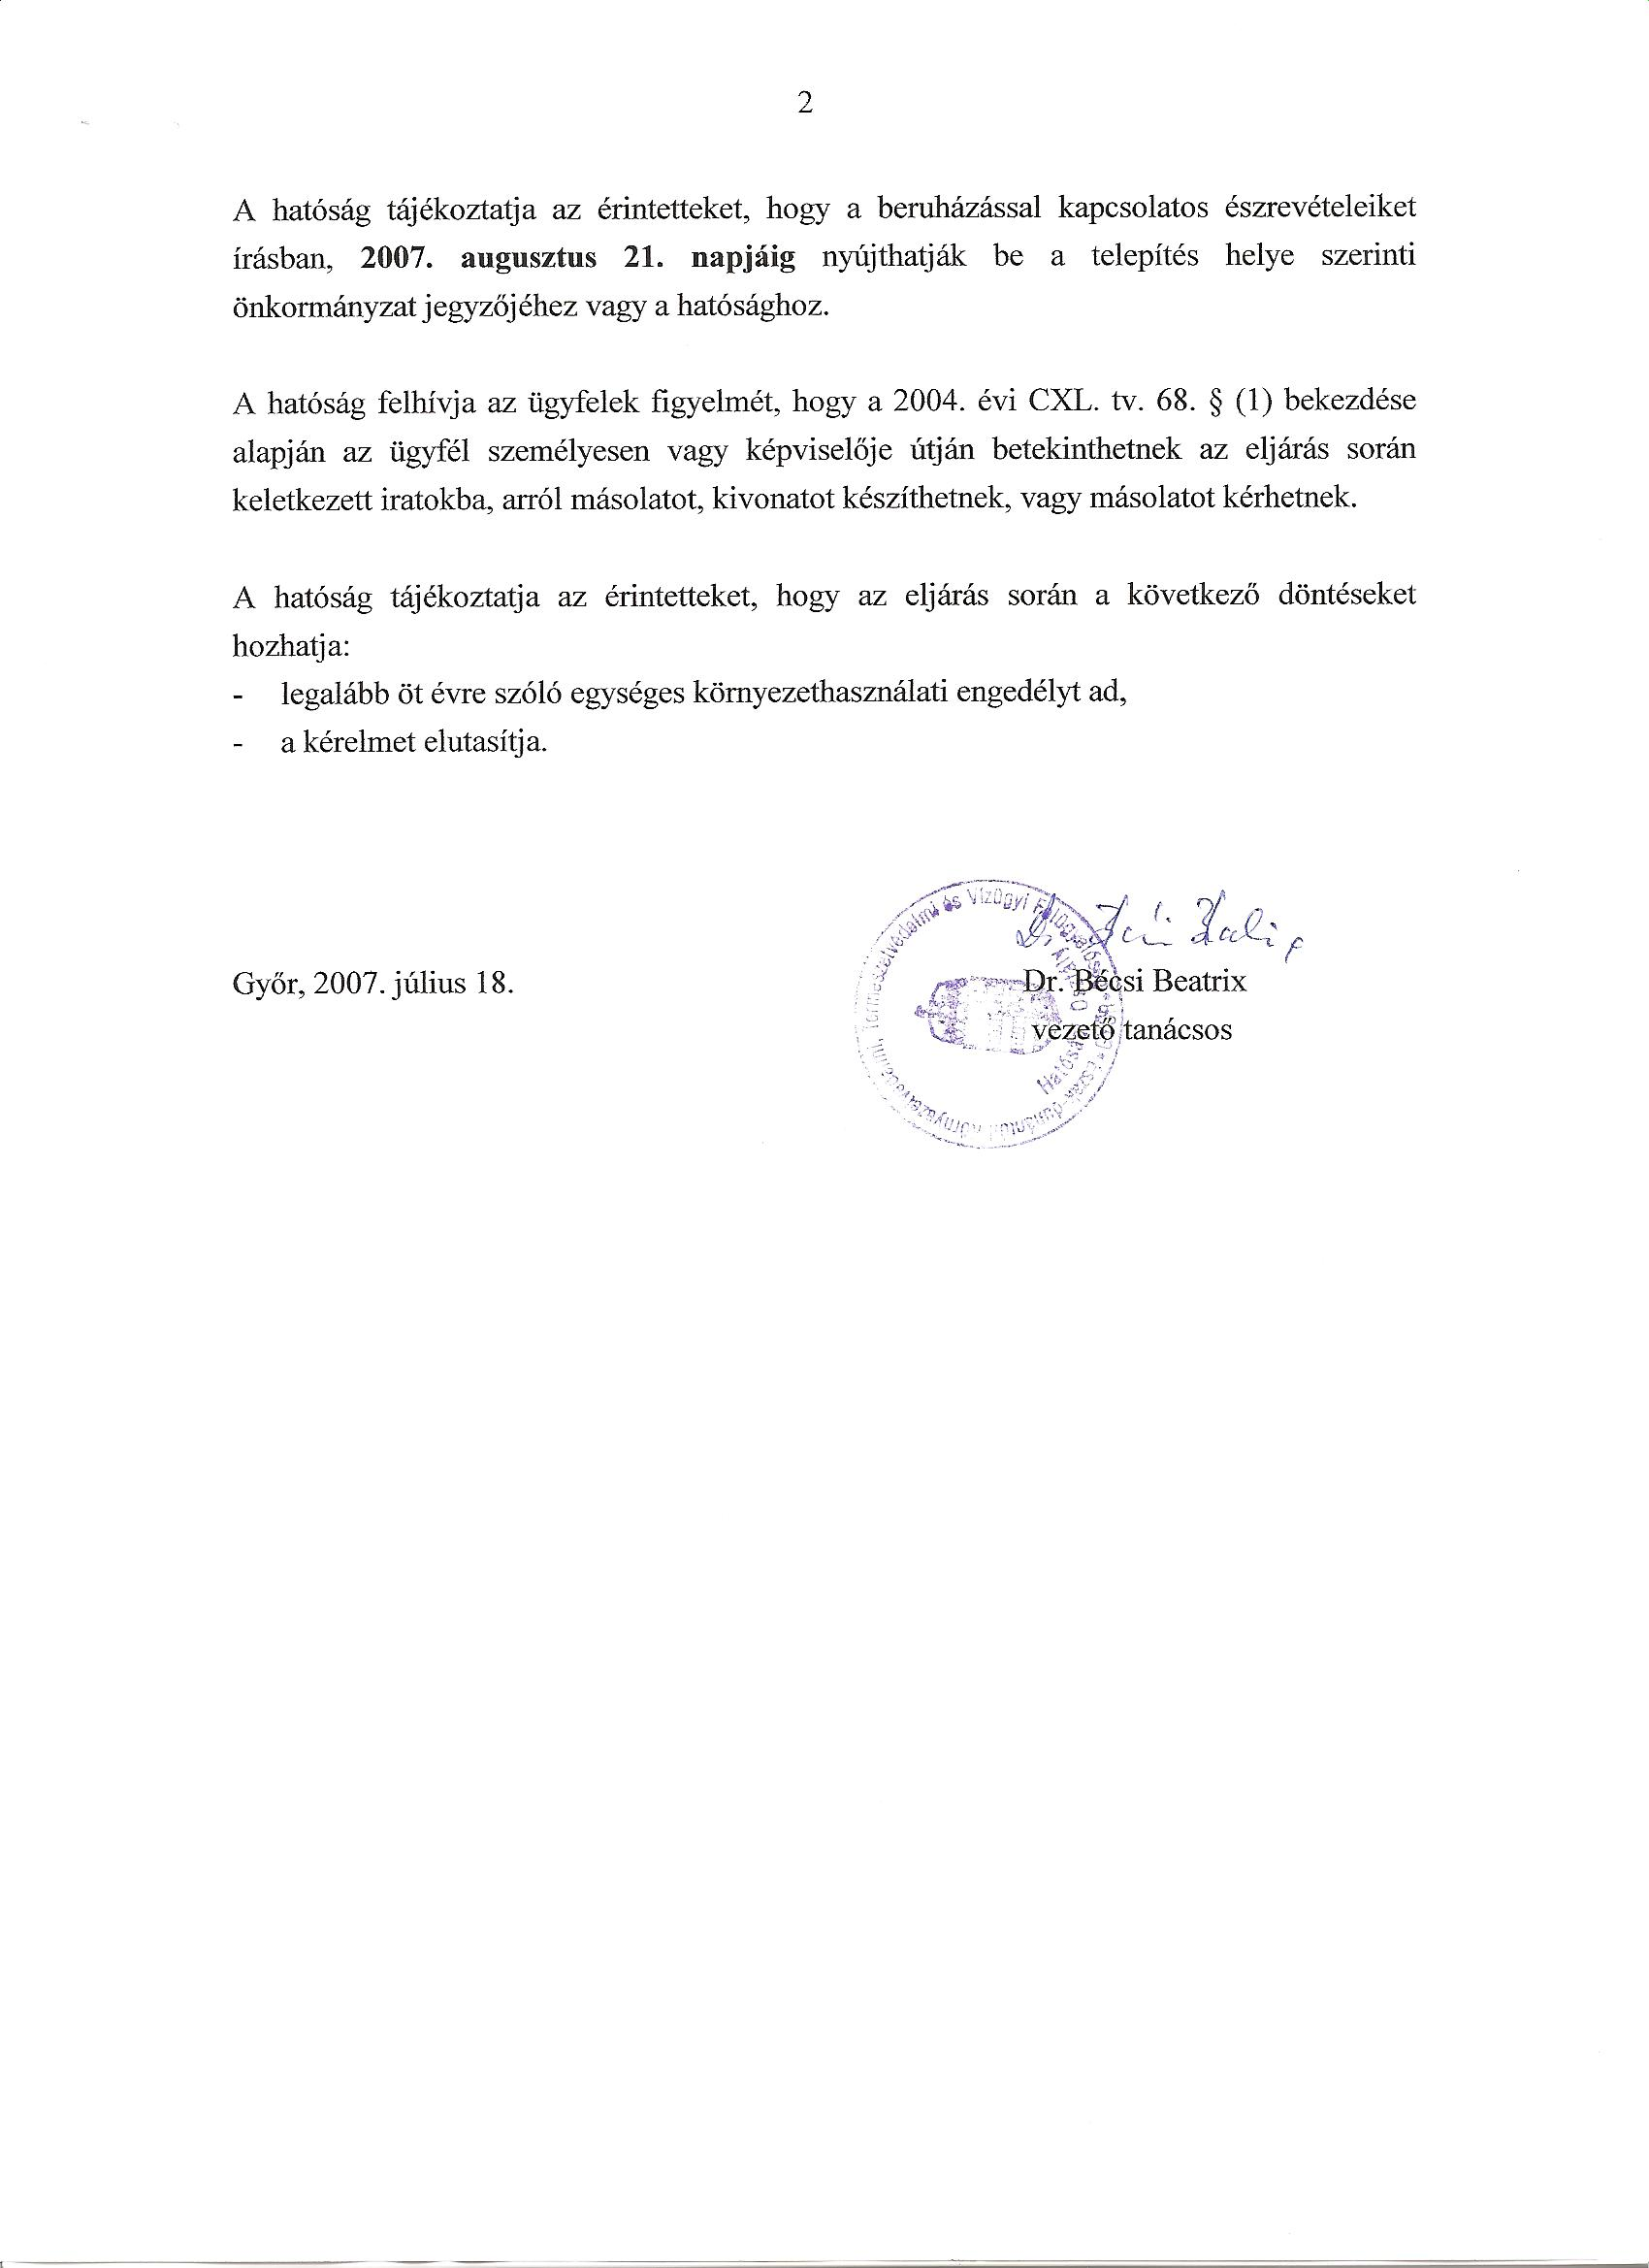 2
A hatóság tájékoztatja az érintetteket, hogy a beruházással kapcsolatos észrevételeiket
írásban, 2007. augusztus 21. napjáig nyújthatják be a telepítés helye szerinti
önkormányzat jegyzőjéhez vagy a hatósághoz.
A hatóság felhívja az ügyfelek figyelmét, hogy a 2004. évi CXL. tv. 68. § (1) bekezdése
alapján az ügyfél személyesen vagy képviselője útján betekinthetnek az eljárás során
keletkezett iratokba, arról másolatot, kivonatot készíthetnek, vagy másolatot kérhetnek.
A hatóság tájékoztatja az érintetteket, hogy az eljárás során a következő döntéseket
hozhatja:
- legalább öt évre szóló egységes környezethasználati engedélyt ad,
- a kérelmet elutasítja.
Győr, 2007. július 18.
Dr. Bécsi Beatrix
vezető tanácsos
természetvédelmi és Vízügyi